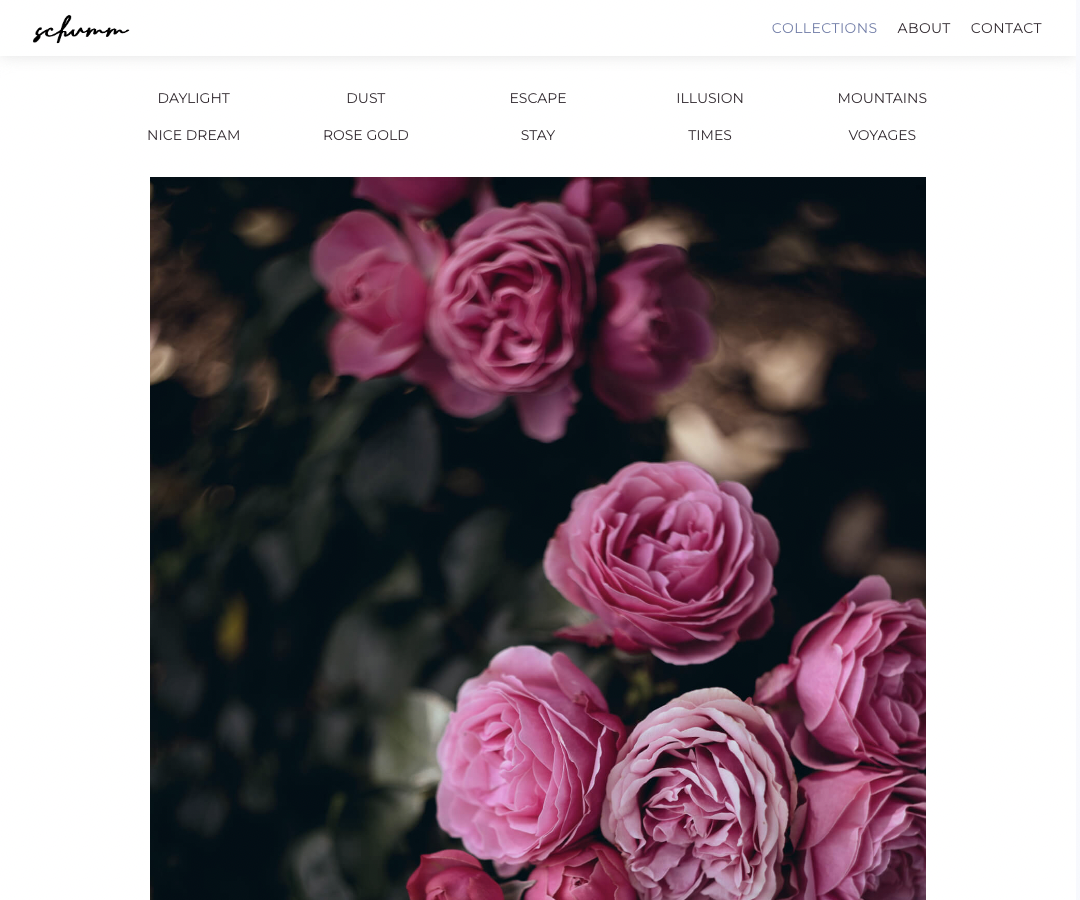 schumm
COLLECTIONS ABOUT CONTACT
DAYLIGHT DUST ESCAPE ILLUSION MOUNTAINS
NICE DREAM ROSE GOLD STAY TIMES VOYAGES